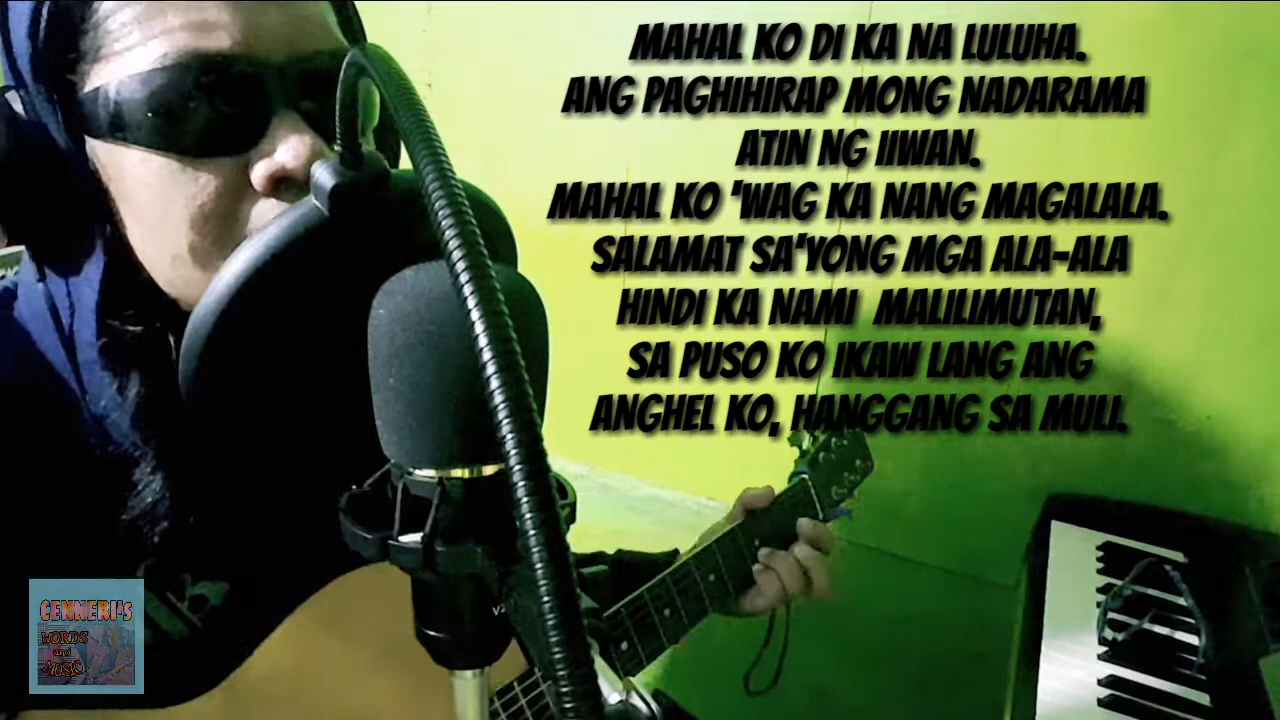 MAHAL KO DI KA NA LULUHA.
ANG PAGHIHIRAP MONG NADARAMA
ATIN NG IIWAN.
MAHAL KO 'WAG KA NANG MAGALALA.
SALAMAT SA'YONG MGA ALA-ALA
HINDI KA NAMI MALILIMUTAN,
SA PUSO KO IKAW LANG ANG
ANGHEL KO, HANGGANG SA MULI.
CENNERI'S
WORDS
and
MUSIC